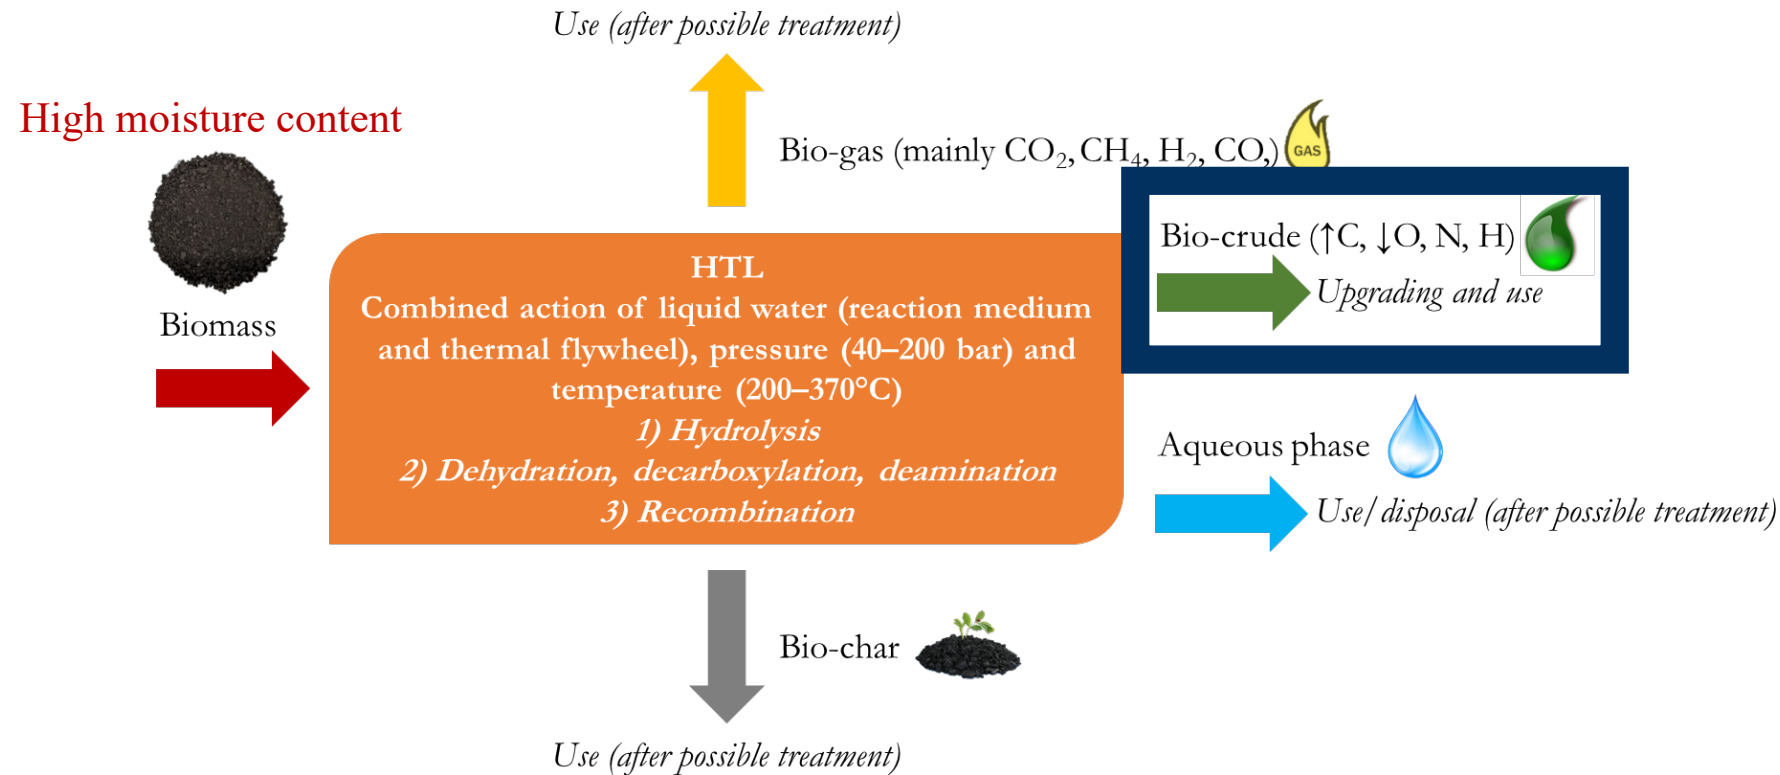 Use (after possible treatment)
High moisture content
Bio-gas (mainly CO₂, CH₄, H₂, CO,)
GAS
Biomass
HTL
Combined action of liquid water (reaction medium
and thermal flywheel), pressure (40–200 bar) and
temperature (200–370°C)
1) Hydrolysis
2) Dehydration, decarboxylation, deamination
3) Recombination
Bio-crude (↑C, ↓O, N, H)
Upgrading and use
Aqueous phase
Use/disposal (after possible treatment)
Bio-char
Use (after possible treatment)